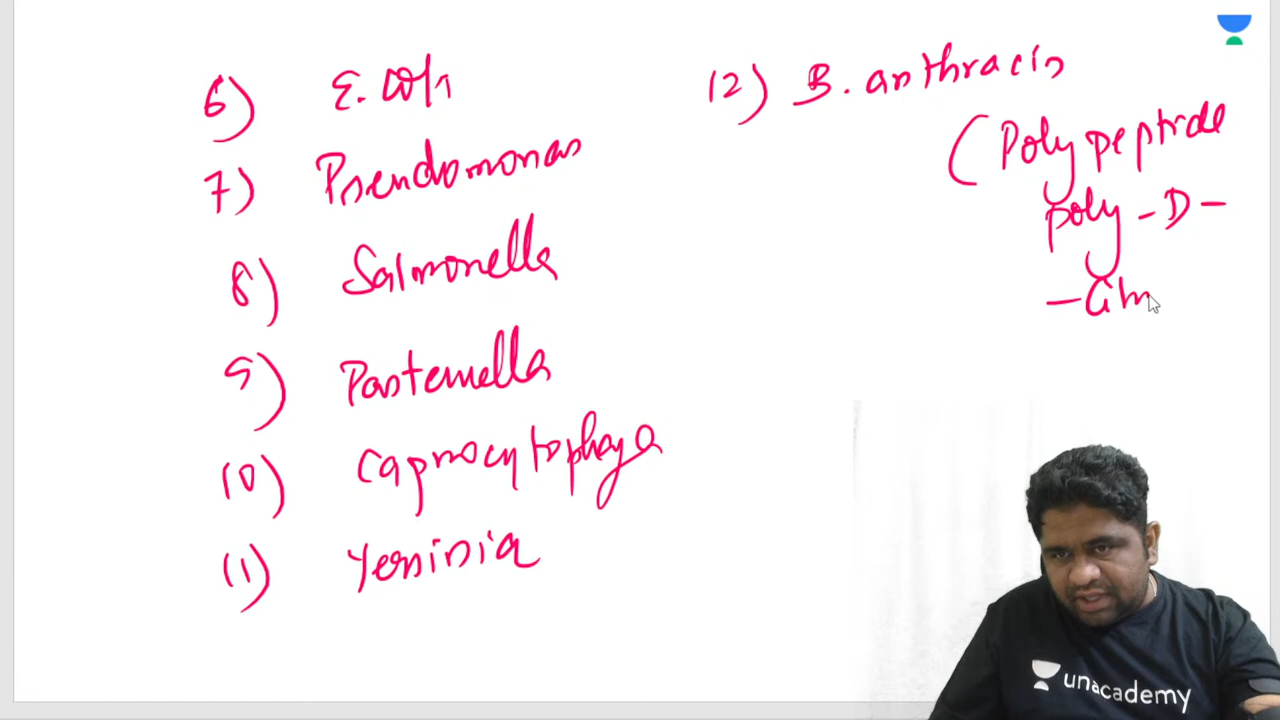 6) E. coli
7) Pseudomonas
8) Salmonella
9) Pasteurella
10) Capnocytophaga
11) Yersinia
12) B. anthracis
(Polypeptide
poly-D-
-Glu
unacademy